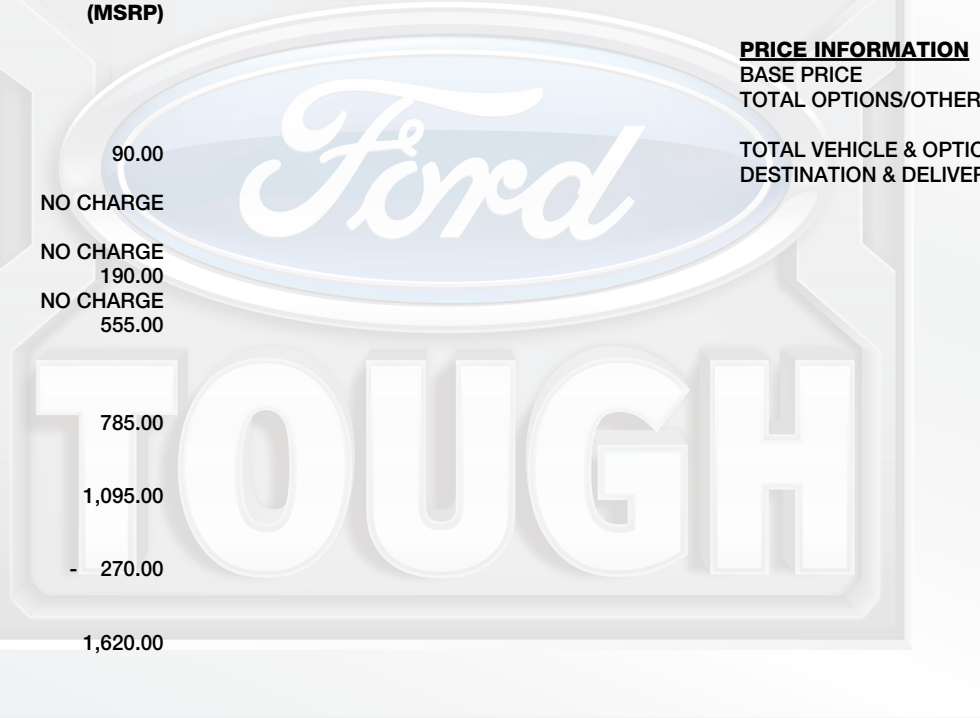 (MSRP)
90.00
NO CHARGE
NO CHARGE
190.00
NO CHARGE
555.00
785.00
1,095.00
- 270.00
1,620.00
PRICE INFORMATION
BASE PRICE
TOTAL OPTIONS/OTHER
TOTAL VEHICLE & OPTIO
DESTINATION & DELIVER
Ford
TOUGH